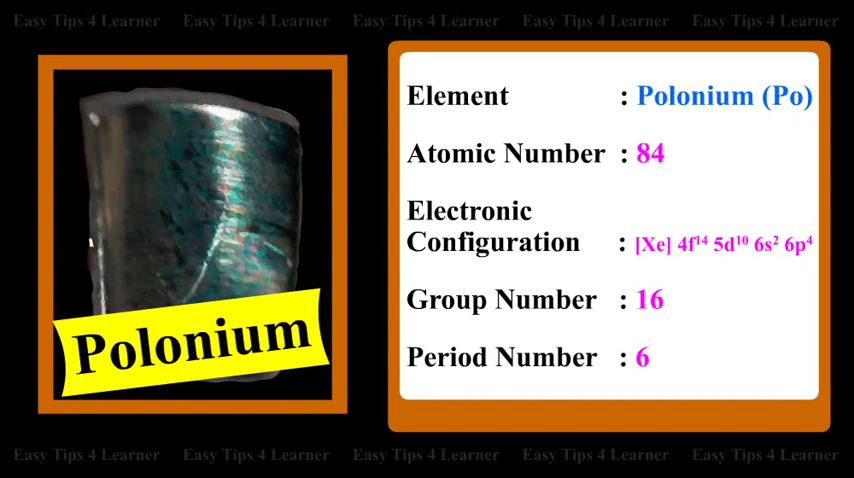 Easy Tips 4 Learner Easy Tips 4 Learner Easy Tips 4 Learner Easy Tips 4 Learner Easy Tips 4 Learner
Polonium
Element : Polonium (Po)
Atomic Number : 84
Electronic
Configuration : [Xe] 4f¹⁴ 5d¹⁰ 6s² 6p⁴
Group Number : 16
Period Number : 6
Easy Tips 4 Learner Easy Tips 4 Learner Easy Tips 4 Learner Easy Tips 4 Learner Easy Tips 4 Learner